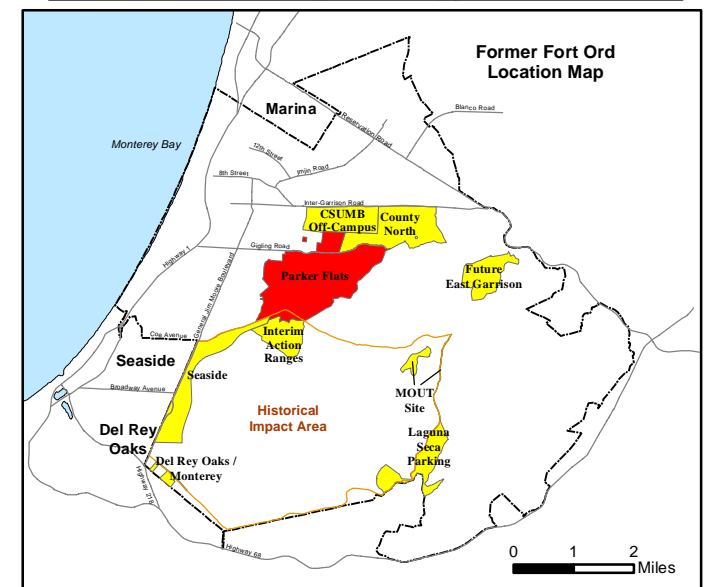 Former Fort Ord
Location Map
Marina
Blanco Road
Reservation Road
Monterey Bay
12th Street
Imjin Road
8th Street
Inter-Garrison Road
CSUMB
Off-Campus
County
North
Gigling Road
Highway 1
Parker Flats
Future
East Garrison
General Jim Moore Boulevard
Coe Avenue
Interim
Action
Ranges
Seaside
Seaside
Broadway Avenue
MOUT
Site
Historical
Impact Area
Del Rey
Oaks
Laguna
Seca
Parking
Del Rey Oaks /
Monterey
Highway 218
Highway 68
0 1 2
Miles